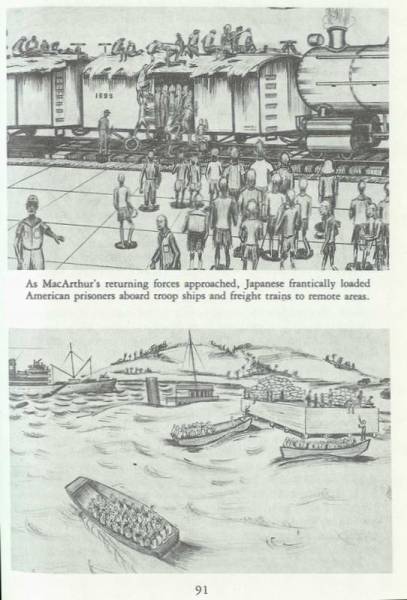 1522
As MacArthur's returning forces approached, Japanese frantically loaded
American prisoners aboard troop ships and freight trains to remote areas.
91